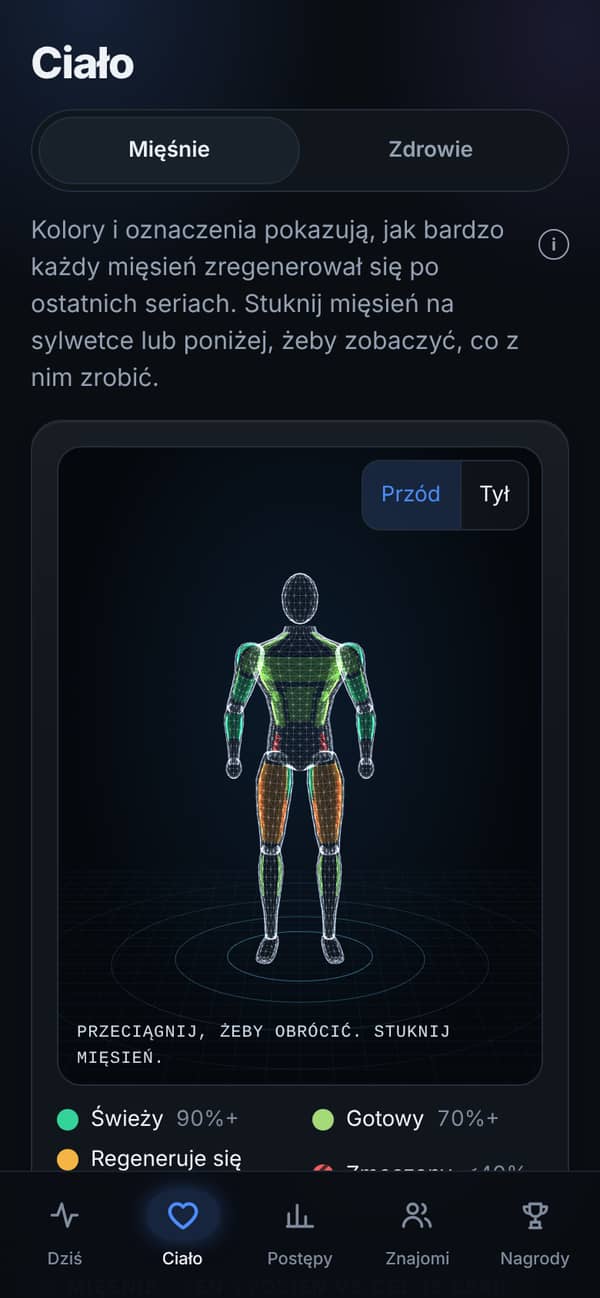 Ciało
Mięśnie
Zdrowie
Kolory i oznaczenia pokazują, jak bardzo
każdy mięsień zregenerował się po
ostatnich seriach. Stuknij mięsień na
sylwetce lub poniżej, żeby zobaczyć, co z
nim zrobić.
Przód
Tył
PRZECIĄGNIJ, ŻEBY OBRÓCIĆ. STUKNIJ
MIĘSIEŃ.
Świeży 90%+
Gotowy 70%+
Regeneruje się
Dziś
Ciało
Postępy
Znajomi
Nagrody